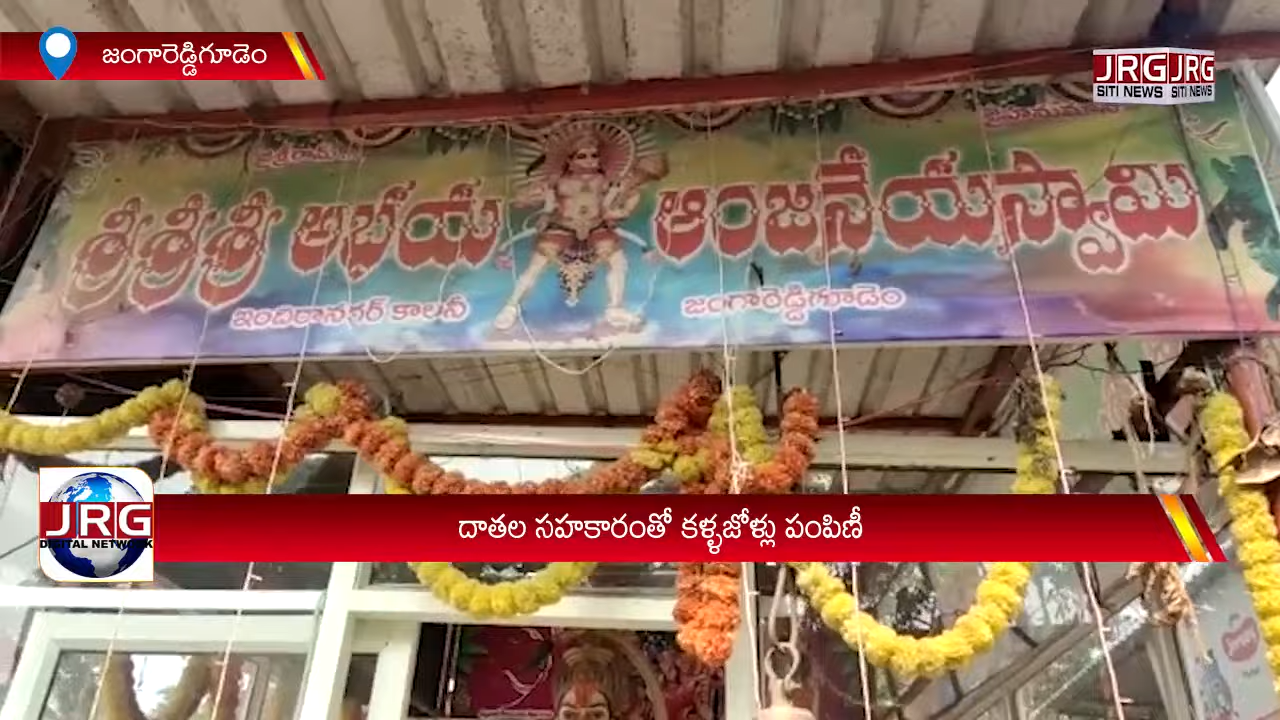 జంగారెడ్డిగూడెం
JRG JRG
SITI NEWS SITI NEWS
శ్రీశ్రీశ్రీ అభయ ఆంజనేయస్వామి
ఇందిరానగర్ కాలనీ జంగారెడ్డిగూడెం
JRG
DIGITAL NETWORK
దాతల సహకారంతో కళ్ళజోళ్లు పంపిణీ